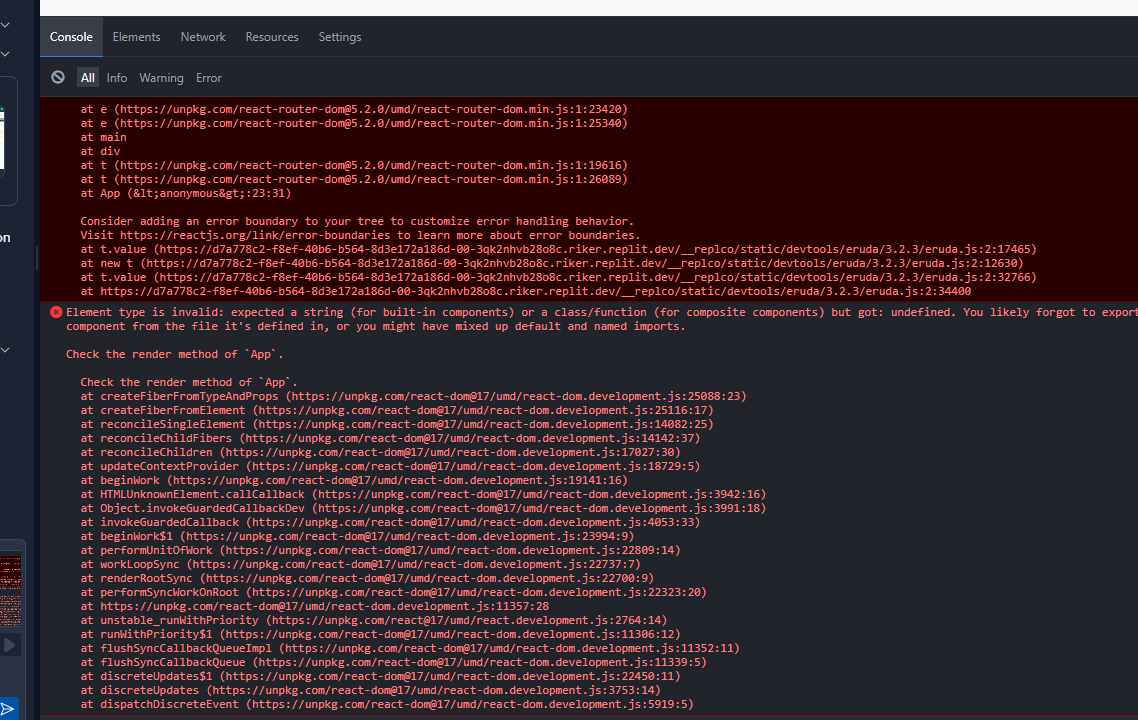 Console Elements Network Resources Settings
All Info Warning Error
at e (https://unpkg.com/react-router-dom@5.2.0/umd/react-router-dom.min.js:1:23420)
at e (https://unpkg.com/react-router-dom@5.2.0/umd/react-router-dom.min.js:1:25340)
at main
at div
at t (https://unpkg.com/react-router-dom@5.2.0/umd/react-router-dom.min.js:1:19616)
at t (https://unpkg.com/react-router-dom@5.2.0/umd/react-router-dom.min.js:1:26089)
at App (&lt;anonymous&gt;:23:31)
Consider adding an error boundary to your tree to customize error handling behavior.
Visit https://reactjs.org/link/error-boundaries to learn more about error boundaries.
at t.value (https://d7a778c2-f8ef-40b6-b564-8d3e172a186d-00-3qk2nhvb28o8c.riker.replit.dev/__replco/static/devtools/eruda/3.2.3/eruda.js:2:17465)
at new t (https://d7a778c2-f8ef-40b6-b564-8d3e172a186d-00-3qk2nhvb28o8c.riker.replit.dev/__replco/static/devtools/eruda/3.2.3/eruda.js:2:12630)
at t.value (https://d7a778c2-f8ef-40b6-b564-8d3e172a186d-00-3qk2nhvb28o8c.riker.replit.dev/__replco/static/devtools/eruda/3.2.3/eruda.js:2:32766)
at https://d7a778c2-f8ef-40b6-b564-8d3e172a186d-00-3qk2nhvb28o8c.riker.replit.dev/__replco/static/devtools/eruda/3.2.3/eruda.js:2:34400
on
Element type is invalid: expected a string (for built-in components) or a class/function (for composite components) but got: undefined. You likely forgot to export
component from the file it's defined in, or you might have mixed up default and named imports.
Check the render method of `App`.
Check the render method of `App`.
at createFiberFromTypeAndProps (https://unpkg.com/react-dom@17/umd/react-dom.development.js:25088:23)
at createFiberFromElement (https://unpkg.com/react-dom@17/umd/react-dom.development.js:25116:17)
at reconcileSingleElement (https://unpkg.com/react-dom@17/umd/react-dom.development.js:14082:25)
at reconcileChildFibers (https://unpkg.com/react-dom@17/umd/react-dom.development.js:14142:37)
at reconcileChildren (https://unpkg.com/react-dom@17/umd/react-dom.development.js:17027:30)
at updateContextProvider (https://unpkg.com/react-dom@17/umd/react-dom.development.js:18729:5)
at beginWork (https://unpkg.com/react-dom@17/umd/react-dom.development.js:19141:16)
at HTMLUnknownElement.callCallback (https://unpkg.com/react-dom@17/umd/react-dom.development.js:3942:16)
at Object.invokeGuardedCallbackDev (https://unpkg.com/react-dom@17/umd/react-dom.development.js:3991:18)
at invokeGuardedCallback (https://unpkg.com/react-dom@17/umd/react-dom.development.js:4053:33)
at beginWork$1 (https://unpkg.com/react-dom@17/umd/react-dom.development.js:23994:9)
at performUnitOfWork (https://unpkg.com/react-dom@17/umd/react-dom.development.js:22809:14)
at workLoopSync (https://unpkg.com/react-dom@17/umd/react-dom.development.js:22737:7)
at renderRootSync (https://unpkg.com/react-dom@17/umd/react-dom.development.js:22700:9)
at performSyncWorkOnRoot (https://unpkg.com/react-dom@17/umd/react-dom.development.js:22323:20)
at https://unpkg.com/react-dom@17/umd/react-dom.development.js:11357:28
at unstable_runWithPriority (https://unpkg.com/react@17/umd/react.development.js:2764:14)
at runWithPriority$1 (https://unpkg.com/react-dom@17/umd/react-dom.development.js:11306:12)
at flushSyncCallbackQueueImpl (https://unpkg.com/react-dom@17/umd/react-dom.development.js:11352:11)
at flushSyncCallbackQueue (https://unpkg.com/react-dom@17/umd/react-dom.development.js:11339:5)
at discreteUpdates$1 (https://unpkg.com/react-dom@17/umd/react-dom.development.js:22450:11)
at discreteUpdates (https://unpkg.com/react-dom@17/umd/react-dom.development.js:3753:14)
at dispatchDiscreteEvent (https://unpkg.com/react-dom@17/umd/react-dom.development.js:5919:5)